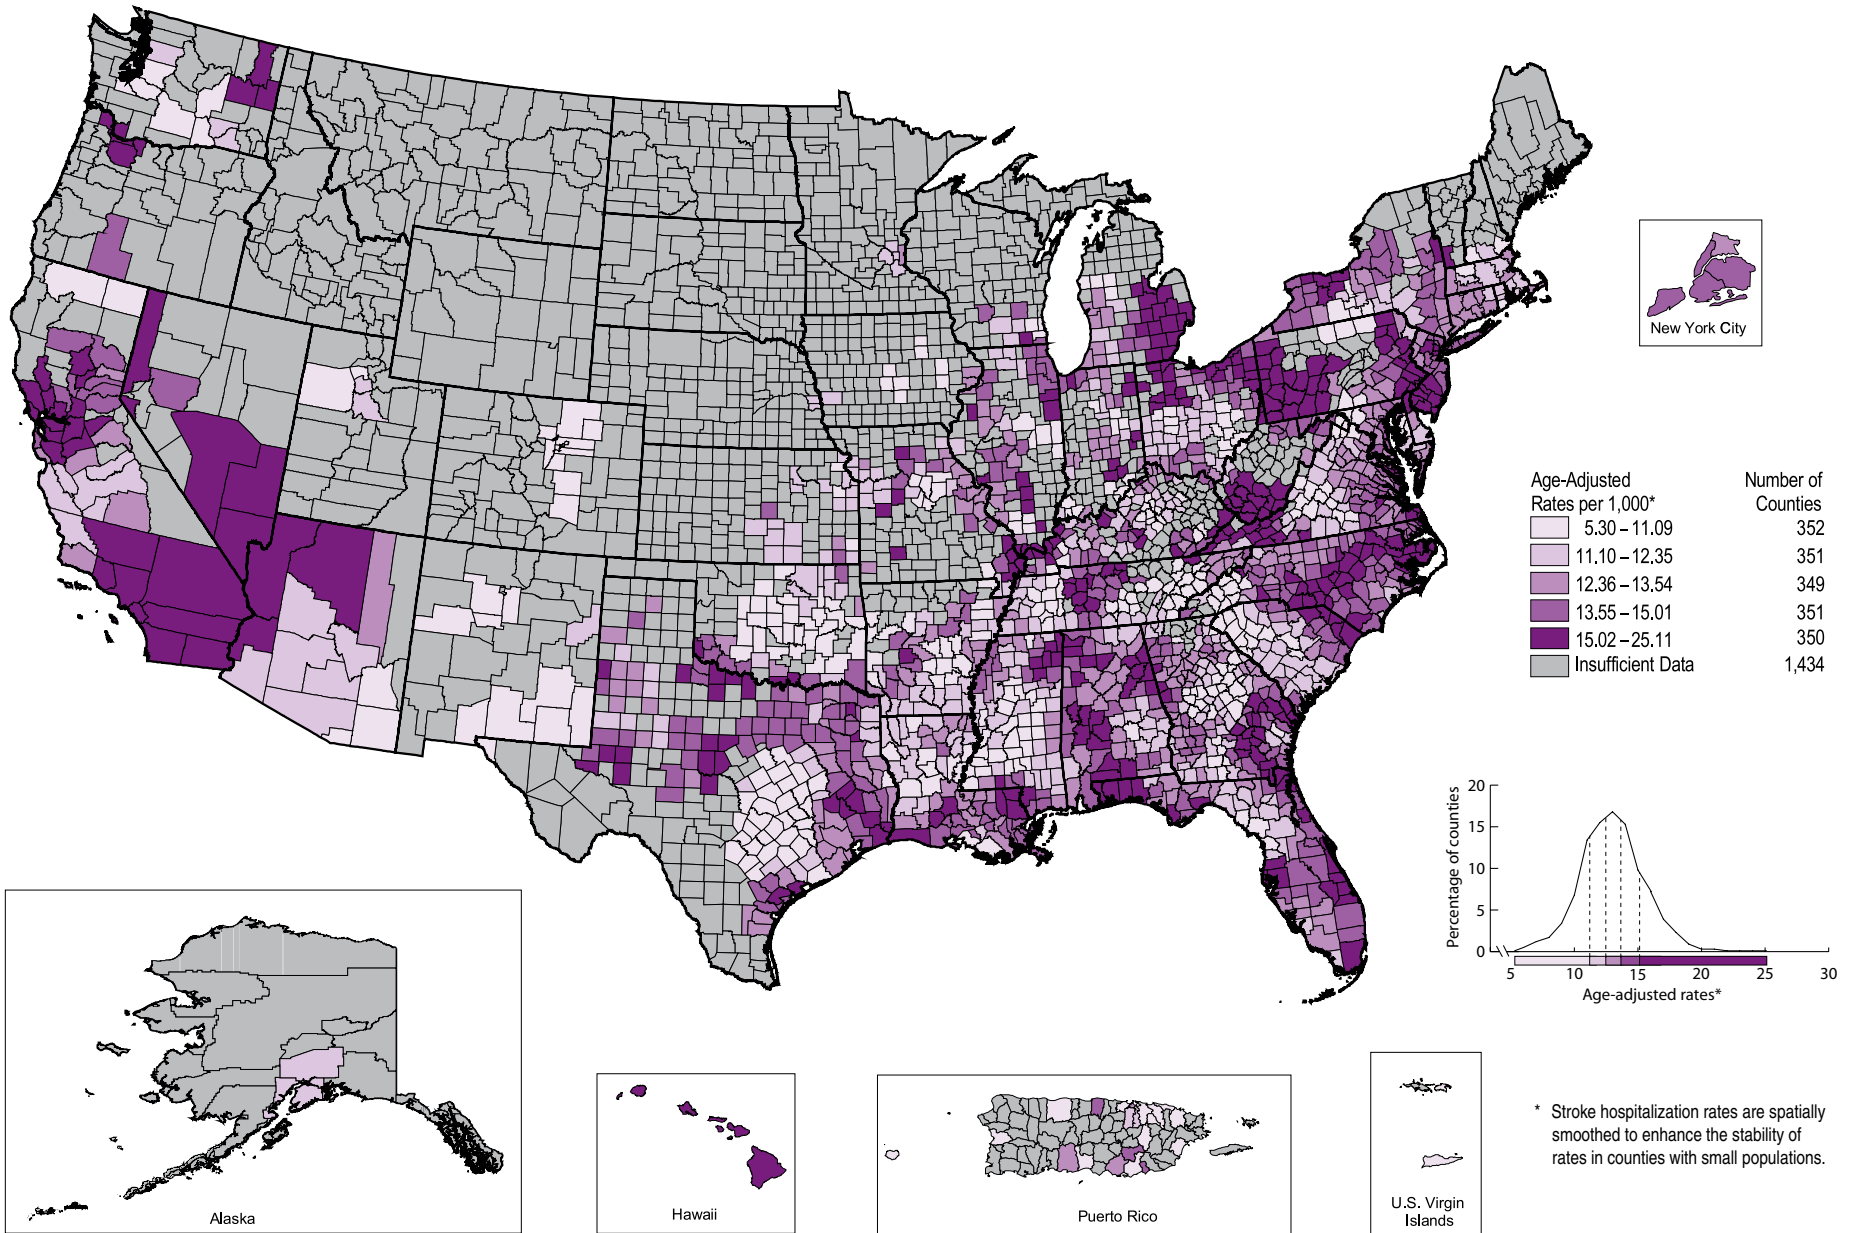 New York City
Age-Adjusted
Rates per 1,000*
Number of
Counties
5.30 – 11.09 352
11.10 – 12.35 351
12.36 – 13.54 349
13.55 – 15.01 351
15.02 – 25.11 350
Insufficient Data 1,434
Percentage of counties
20
15
10
5
0
5 10 15 20 25 30
Age-adjusted rates*
* Stroke hospitalization rates are spatially
smoothed to enhance the stability of
rates in counties with small populations.
Alaska
Hawaii
Puerto Rico
U.S. Virgin
Islands